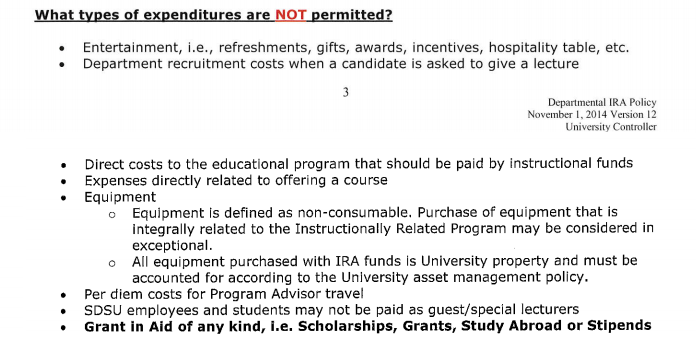 What types of expenditures are NOT permitted?
• Entertainment, i.e., refreshments, gifts, awards, incentives, hospitality table, etc.
• Department recruitment costs when a candidate is asked to give a lecture
3
Departmental IRA Policy
November 1, 2014 Version 12
University Controller
• Direct costs to the educational program that should be paid by instructional funds
• Expenses directly related to offering a course
• Equipment
o Equipment is defined as non-consumable. Purchase of equipment that is
integrally related to the Instructionally Related Program may be considered in
exceptional.
o All equipment purchased with IRA funds is University property and must be
accounted for according to the University asset management policy.
• Per diem costs for Program Advisor travel
• SDSU employees and students may not be paid as guest/special lecturers
• Grant in Aid of any kind, i.e. Scholarships, Grants, Study Abroad or Stipends